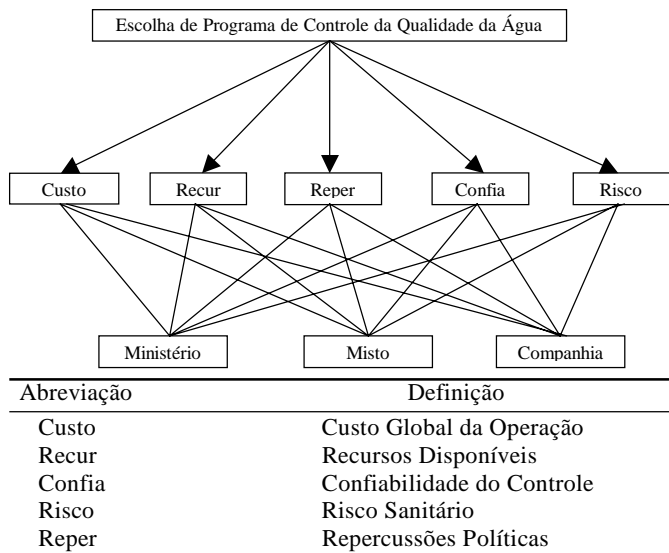 Escolha de Programa de Controle da Qualidade da Água
Custo Recur Reper Confia Risco
Ministério Misto Companhia
Abreviação Definição
Custo Custo Global da Operação
Recur Recursos Disponíveis
Confia Confiabilidade do Controle
Risco Risco Sanitário
Reper Repercussões Políticas